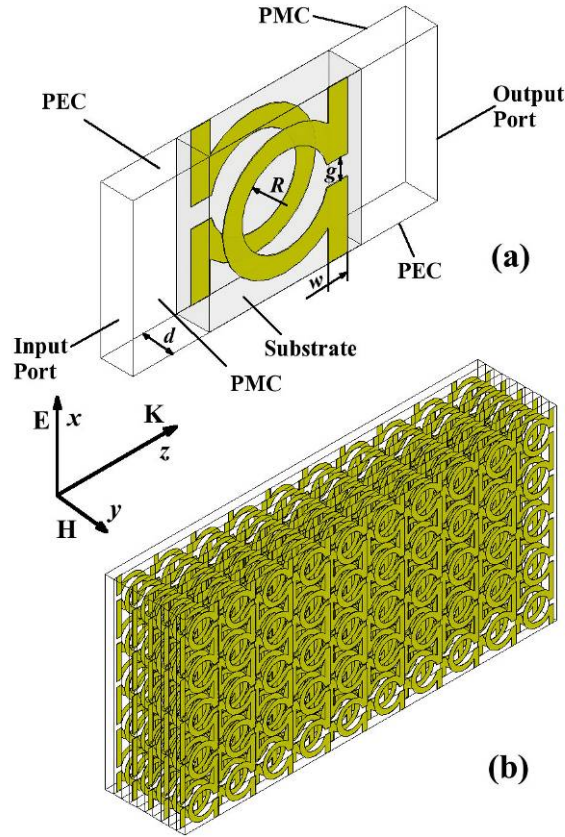 PMC
PEC
Output
Port
g
R
(a)
PEC
w
d
Input
Port
Substrate
PMC
E
x
K
z
H
y
(b)